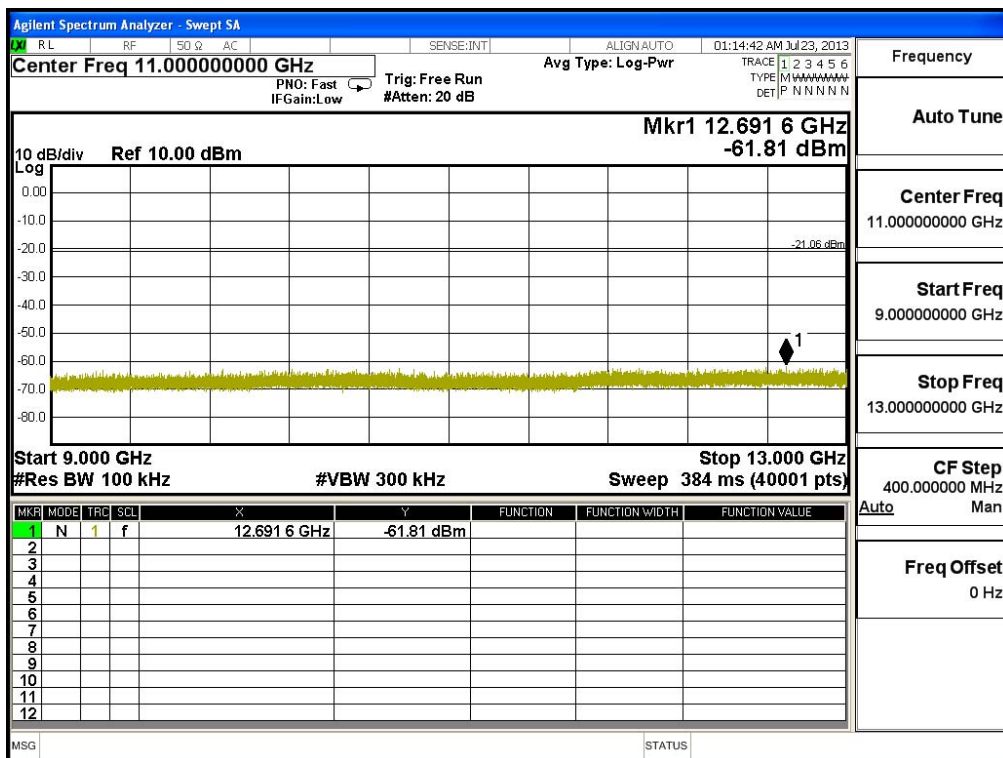 Agilent Spectrum Analyzer - Swept SA
LXI RL RF 50 Ω AC SENSE:INT ALIGN AUTO 01:14:42 AM Jul 23, 2013
Center Freq 11.000000000 GHz
Avg Type: Log-Pwr
TRACE 1 2 3 4 5 6
PNO: Fast Trig: Free Run
TYPE M WWWWW
IFGain:Low #Atten: 20 dB
DET P N N N N N
Mkr1 12.691 6 GHz
-61.81 dBm
10 dB/div Ref 10.00 dBm
Log
0.00
-10.0
-20.0
-21.06 dBm
-30.0
-40.0
-50.0
1
-60.0
-70.0
-80.0
Start 9.000 GHz Stop 13.000 GHz
#Res BW 100 kHz #VBW 300 kHz Sweep 384 ms (40001 pts)
MKR MODE TRC SCL X Y FUNCTION FUNCTION WIDTH FUNCTION VALUE
1 N 1 f 12.691 6 GHz -61.81 dBm
2
3
4
5
6
7
8
9
10
11
12
MSG STATUS
Frequency
Auto Tune
Center Freq
11.000000000 GHz
Start Freq
9.000000000 GHz
Stop Freq
13.000000000 GHz
CF Step
400.000000 MHz
Auto Man
Freq Offset
0 Hz